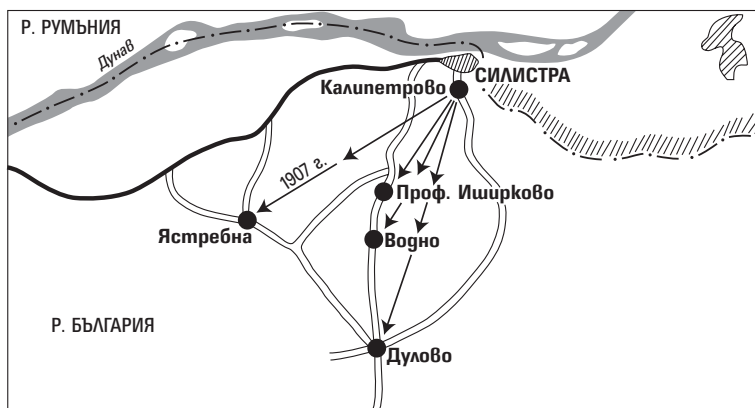 Р. РУМЪНИЯ
Дунав
СИЛИСТРА
Калипетрово
1907 г.
Проф. Иширково
Ястребна
Водно
Р. БЪЛГАРИЯ
Дулово